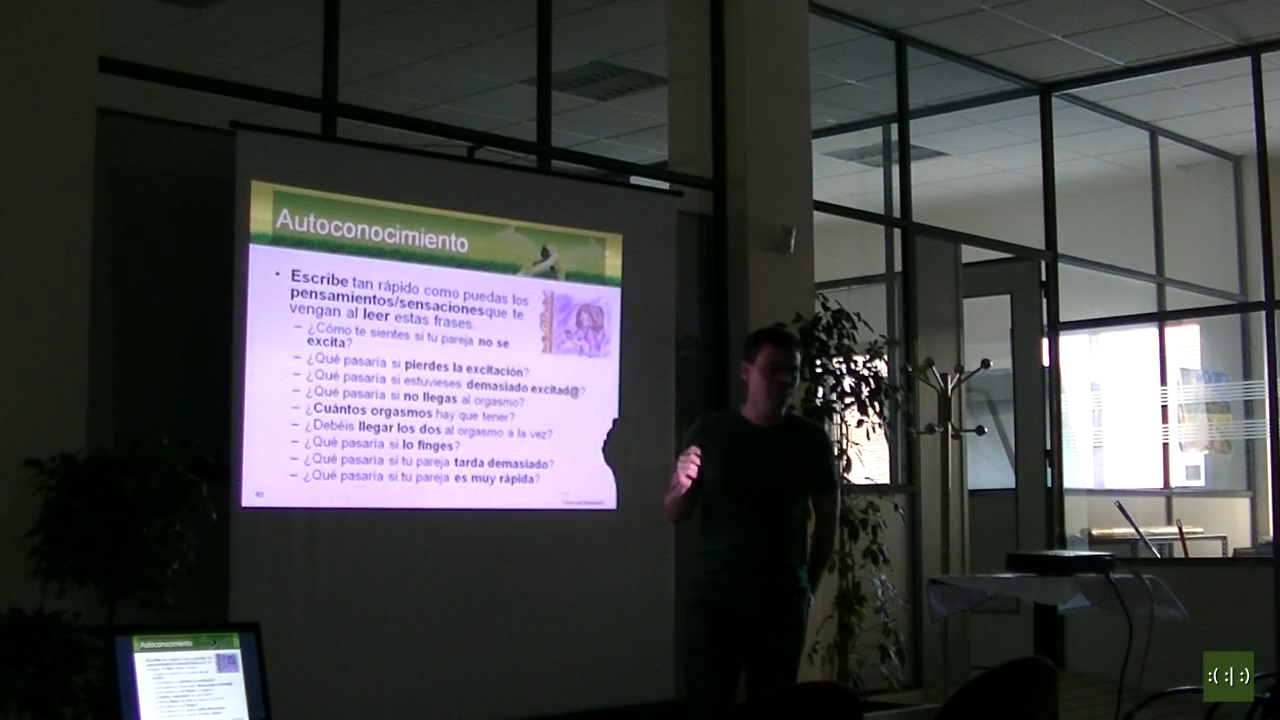 Autoconocimiento
• Escribe tan rápido como puedas los
pensamientos/sensacionesque te
vengan al leer estas frases.
– ¿Cómo te sientes si tu pareja no se
excita?
– ¿Qué pasaría si pierdes la excitación?
– ¿Qué pasaría si estuvieses demasiado excitad@?
– ¿Qué pasaría si no llegas al orgasmo?
– ¿Cuántos orgasmos hay que tener?
– ¿Debéis llegar los dos al orgasmo a la vez?
– ¿Qué pasaría si lo finges?
– ¿Qué pasaría si tu pareja tarda demasiado?
– ¿Qué pasaría si tu pareja es muy rápida?
40
Autoconocimiento
:( :| :)